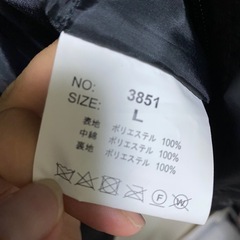 NO: 3851
SIZE: L
表地 ポリエステル 100%
中綿 ポリエステル 100%
裏地 ポリエステル 100%
F W